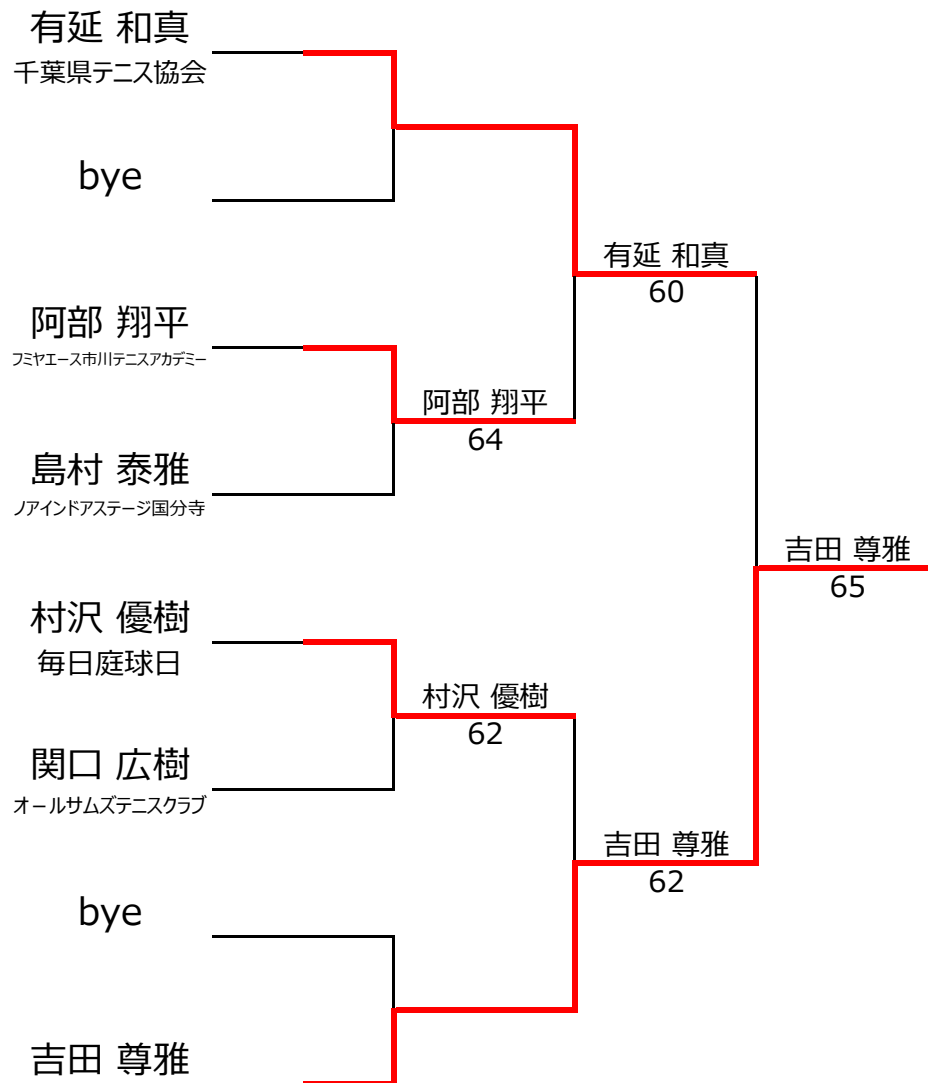 有延 和真
千葉県テニス協会
bye
有延 和真
60
阿部 翔平
フミヤエース市川テニスアカデミー
阿部 翔平
64
島村 泰雅
ノアインドアステージ国分寺
吉田 尊雅
65
村沢 優樹
毎日庭球日
村沢 優樹
62
関口 広樹
オールサムズテニスクラブ
吉田 尊雅
62
bye
吉田 尊雅